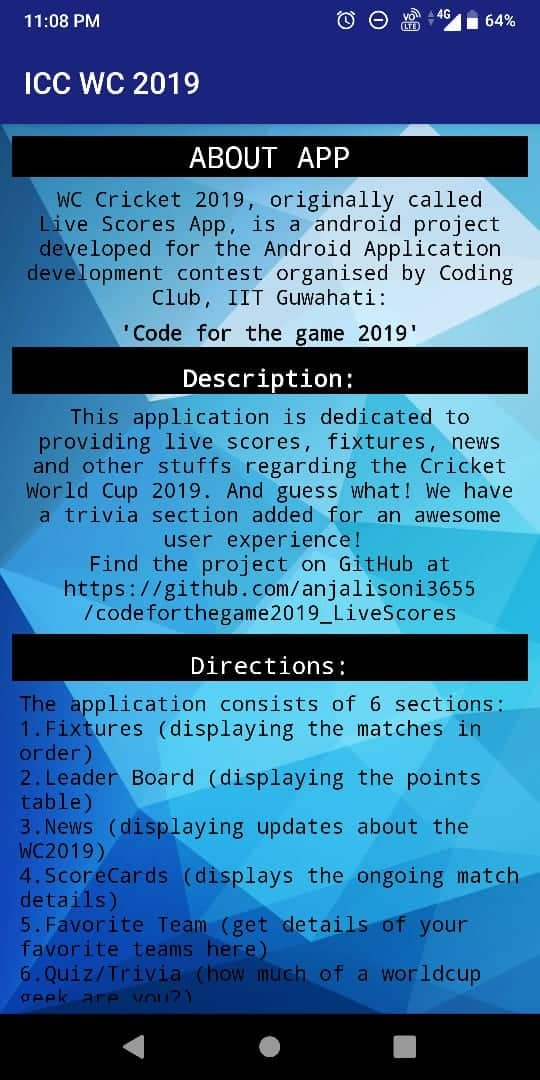 11:08 PM
VO LTE 4G 64%
ICC WC 2019
ABOUT APP
WC Cricket 2019, originally called
Live Scores App, is a android project
developed for the Android Application
development contest organised by Coding
Club, IIT Guwahati:
'Code for the game 2019'
Description:
This application is dedicated to
providing live scores, fixtures, news
and other stuffs regarding the Cricket
World Cup 2019. And guess what! We have
a trivia section added for an awesome
user experience!
Find the project on GitHub at
https://github.com/anjalisoni3655
/codeforthegame2019_LiveScores
Directions:
The application consists of 6 sections:
1.Fixtures (displaying the matches in
order)
2.Leader Board (displaying the points
table)
3.News (displaying updates about the
WC2019)
4.ScoreCards (displays the ongoing match
details)
5.Favorite Team (get details of your
favorite teams here)
6.Quiz/Trivia (how much of a worldcup
geek are you?)